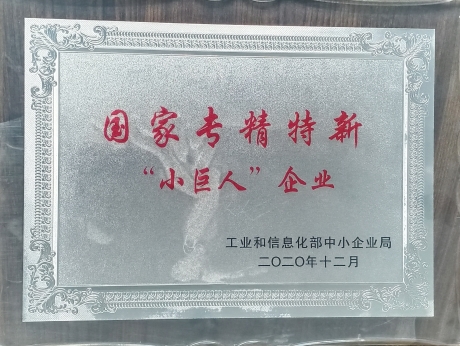 国家专精特新
“小巨人”企业
工业和信息化部中小企业局
二〇二〇年十二月